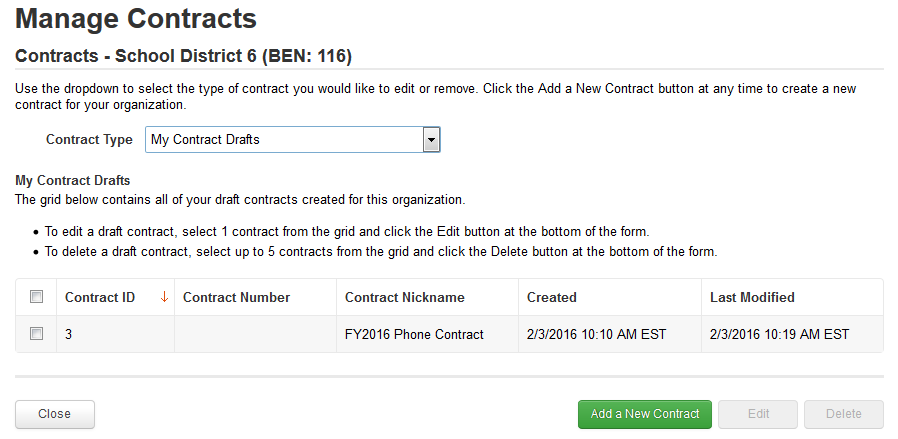 Manage Contracts
Contracts - School District 6 (BEN: 116)
Use the dropdown to select the type of contract you would like to edit or remove. Click the Add a New Contract button at any time to create a new
contract for your organization.
Contract Type My Contract Drafts
My Contract Drafts
The grid below contains all of your draft contracts created for this organization.
• To edit a draft contract, select 1 contract from the grid and click the Edit button at the bottom of the form.
• To delete a draft contract, select up to 5 contracts from the grid and click the Delete button at the bottom of the form.
Contract ID ↓ Contract Number Contract Nickname Created Last Modified
3 FY2016 Phone Contract 2/3/2016 10:10 AM EST 2/3/2016 10:19 AM EST
Close Add a New Contract Edit Delete